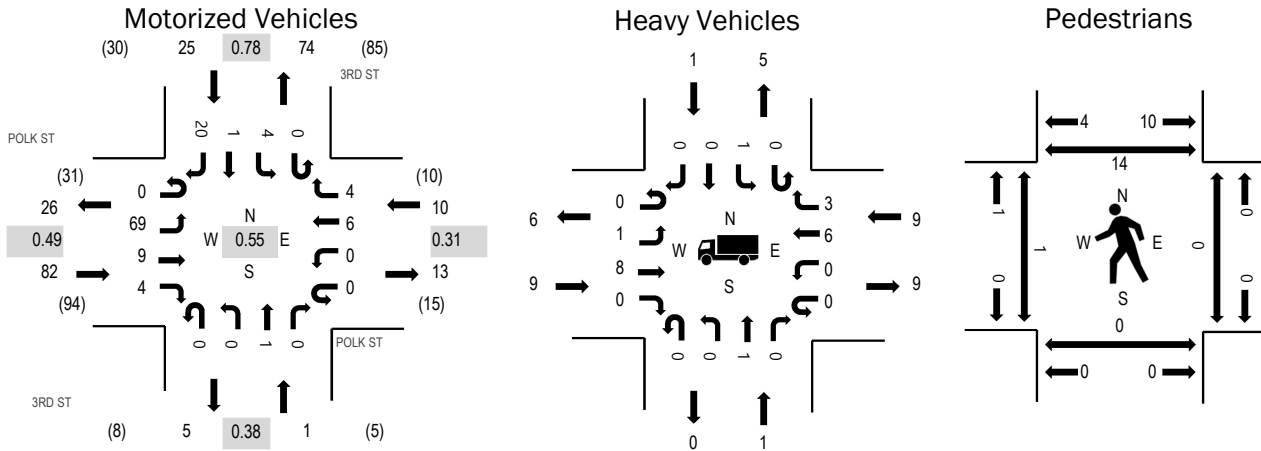 Motorized Vehicles
(30) 25 0.78 74 (85)
3RD ST
POLK ST
20 1 4 0
(31) 0 4 (10)
26 69 N 6 10
0.49 W 0.55 E 0.31
82 9 S 0 13
(94) 4 0 (15)
0 0 1 0
POLK ST
3RD ST
(8) 5 0.38 1 (5)
Heavy Vehicles
1 5
0 0 1 0
0 3
6 1 N 6 9
W E
9 8 S 0 9
0 0
0 0 1 0
0 1
Pedestrians
4 10
14
N
1 1 W E 0 0
0 S 0
0
0 0